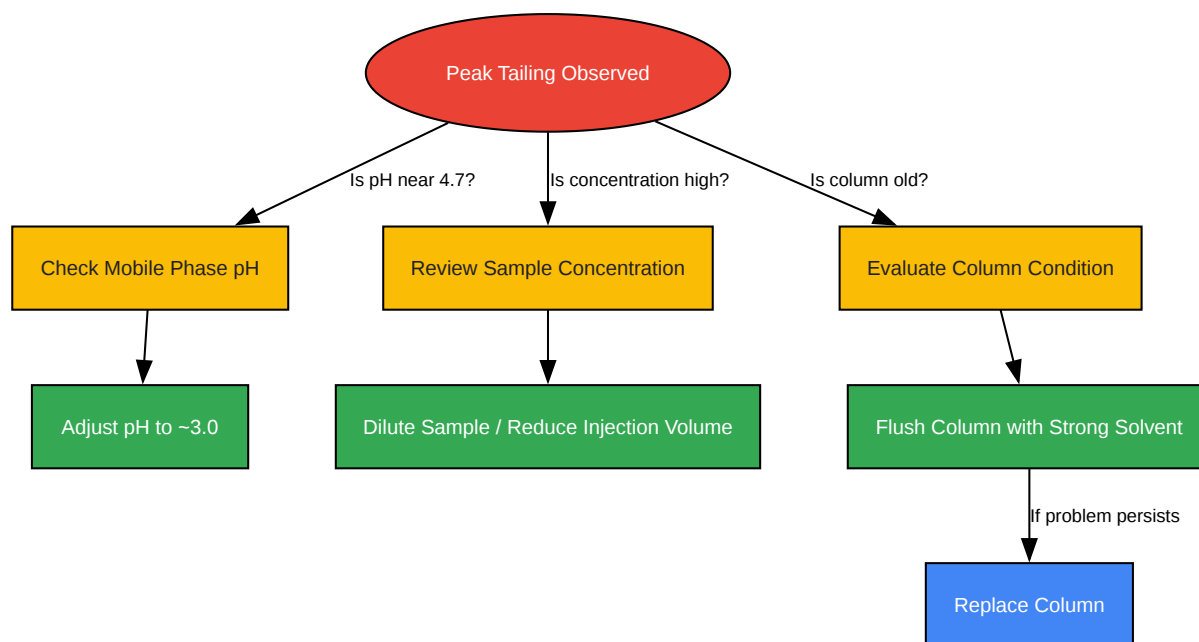 Peak Tailing Observed
Is pH near 4.7?
Is concentration high?
Is column old?
Check Mobile Phase pH
Review Sample Concentration
Evaluate Column Condition
Adjust pH to ~3.0
Dilute Sample / Reduce Injection Volume
Flush Column with Strong Solvent
If problem persists
Replace Column